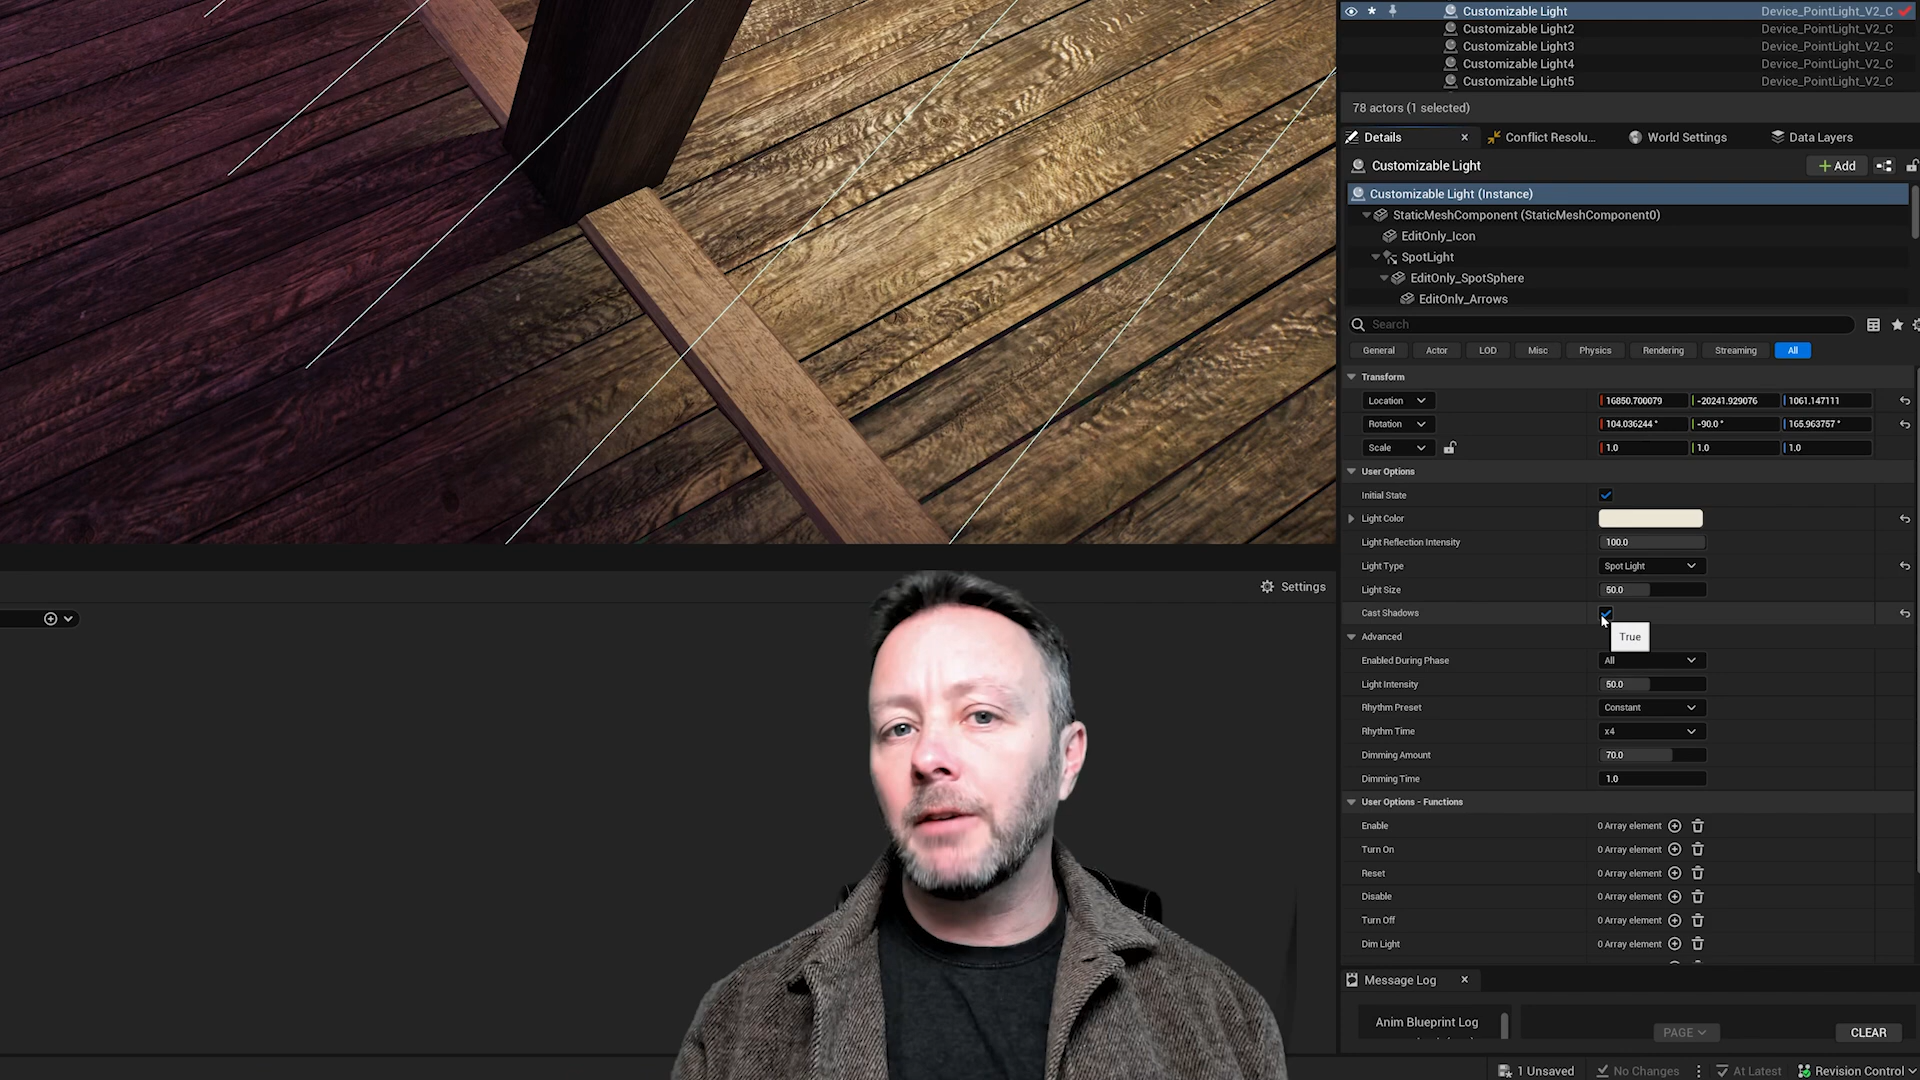 Customizable Light Device_PointLight_V2_C
Customizable Light2 Device_PointLight_V2_C
Customizable Light3 Device_PointLight_V2_C
Customizable Light4 Device_PointLight_V2_C
Customizable Light5 Device_PointLight_V2_C
78 actors (1 selected)
Details Conflict Resolu... World Settings Data Layers
Customizable Light Add
Customizable Light (Instance)
StaticMeshComponent (StaticMeshComponent0)
EditOnly_Icon
SpotLight
EditOnly_SpotSphere
EditOnly_Arrows
Search
General Actor LOD Misc Physics Rendering Streaming All
Transform
Location 16850.700079 -20241.929076 1061.147111
Rotation 104.036244° -90.0° 165.963757°
Scale 1.0 1.0 1.0
User Options
Initial State
Light Color
Light Reflection Intensity 100.0
Light Type Spot Light
Light Size 50.0
Settings
Cast Shadows
True
Advanced
Enabled During Phase All
Light Intensity 50.0
Rhythm Preset Constant
Rhythm Time x4
Dimming Amount 70.0
Dimming Time 1.0
User Options - Functions
Enable 0 Array element
Turn On 0 Array element
Reset 0 Array element
Disable 0 Array element
Turn Off 0 Array element
Dim Light 0 Array element
Message Log
Anim Blueprint Log
PAGE CLEAR
1 Unsaved No Changes At Latest Revision Control